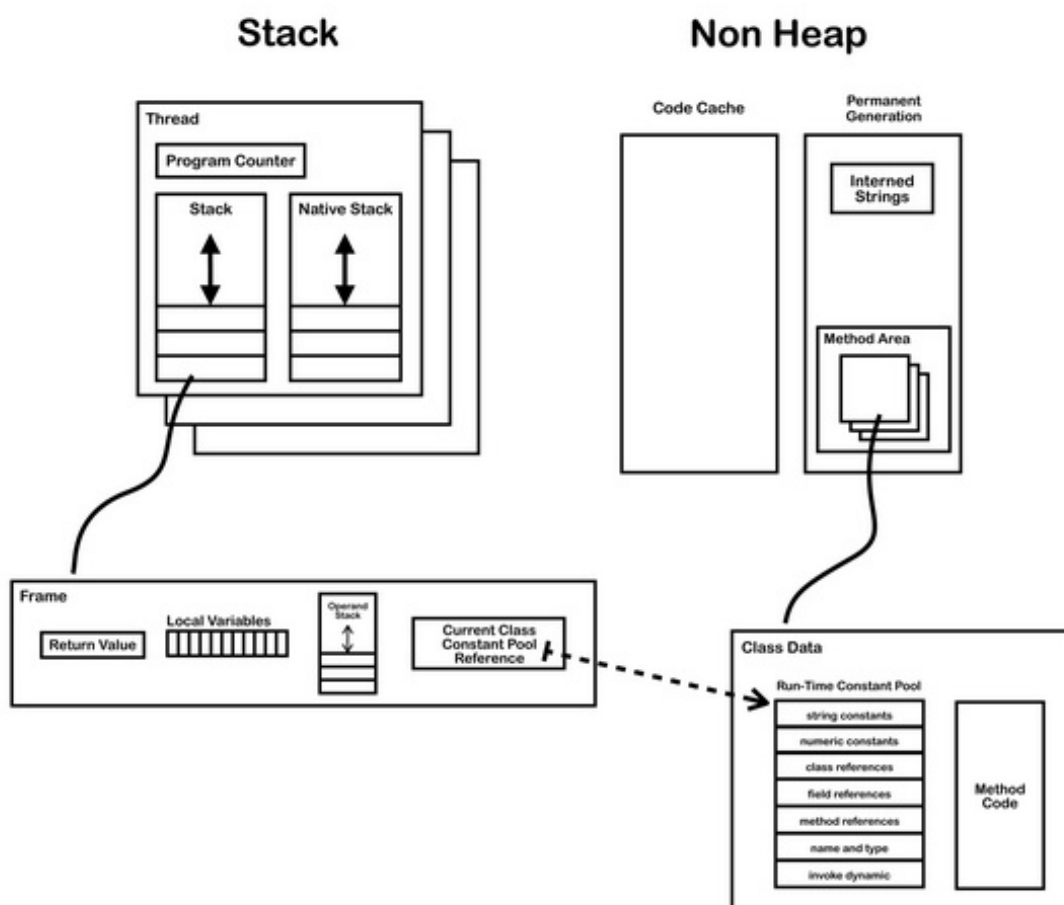 Stack
Non Heap
Thread
Program Counter
Stack
Native Stack
Code Cache
Permanent
Generation
Interned
Strings
Method Area
Frame
Return Value
Local Variables
Operand
Stack
Current Class
Constant Pool
Reference
Class Data
Run-Time Constant Pool
string constants
numeric constants
class references
field references
method references
name and type
invoke dynamic
Method
Code